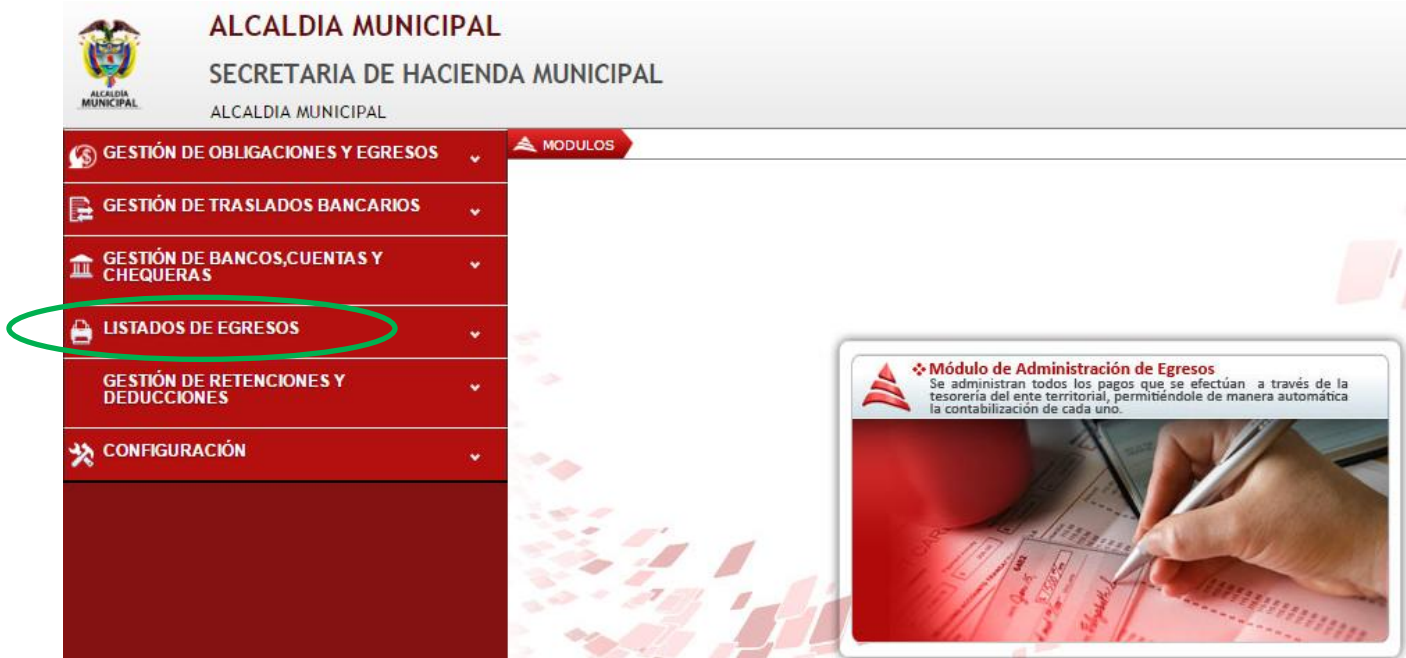 ALCALDIA MUNICIPAL
SECRETARIA DE HACIENDA MUNICIPAL
ALCALDIA MUNICIPAL
ALCALDÍA
MUNICIPAL
GESTIÓN DE OBLIGACIONES Y EGRESOS
GESTIÓN DE TRASLADOS BANCARIOS
GESTIÓN DE BANCOS,CUENTAS Y
CHEQUERAS
LISTADOS DE EGRESOS
GESTIÓN DE RETENCIONES Y
DEDUCCIONES
CONFIGURACIÓN
MODULOS
Módulo de Administración de Egresos
Se administran todos los pagos que se efectúan a través de la
tesorería del ente territorial, permitiéndole de manera automática
la contabilización de cada uno.